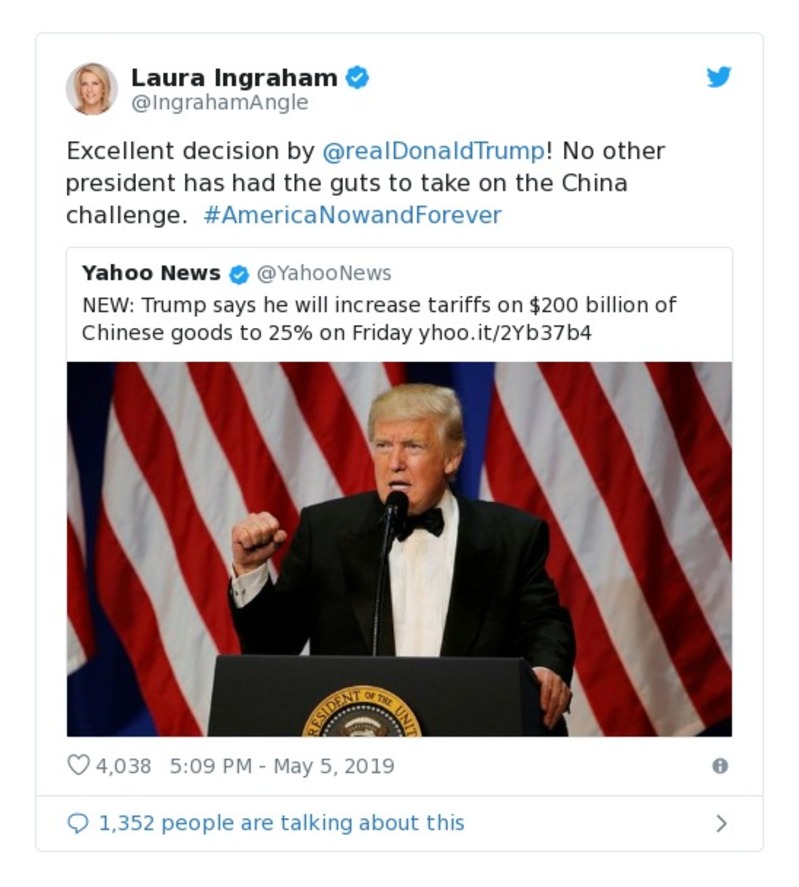 Laura Ingraham
@IngrahamAngle
Excellent decision by @realDonaldTrump! No other
president has had the guts to take on the China
challenge.  #AmericaNowandForever
Yahoo News @YahooNews
NEW: Trump says he will increase tariffs on $200 billion of
Chinese goods to 25% on Friday yhoo.it/2Yb37b4
RESIDENT OF THE UNIT
4,038 5:09 PM - May 5, 2019
1,352 people are talking about this